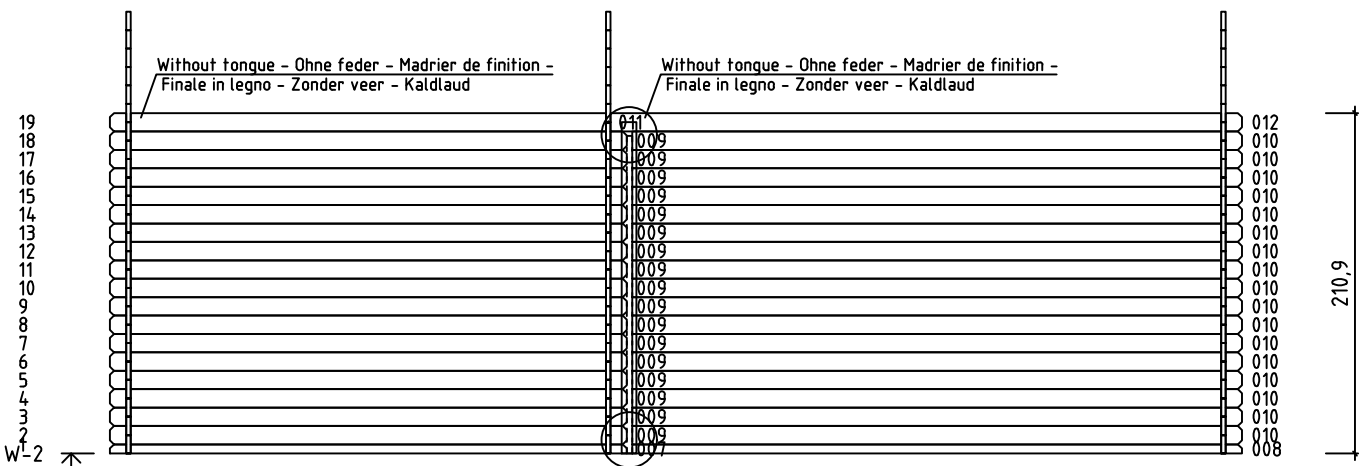 Without tongue - Ohne feder - Madrier de finition -
Finale in legno - Zonder veer - Kaldlaud
Without tongue - Ohne feder - Madrier de finition -
Finale in legno - Zonder veer - Kaldlaud
19 011 012
18 009 010
17 009 010
16 009 010
15 009 010
14 009 010
13 009 010
12 009 010
11 009 010
10 009 010
9 009 010
8 009 010
7 009 010
6 009 010
5 009 010
4 009 010
3 009 010
2 009 010
1 007 008
W-2
210,9